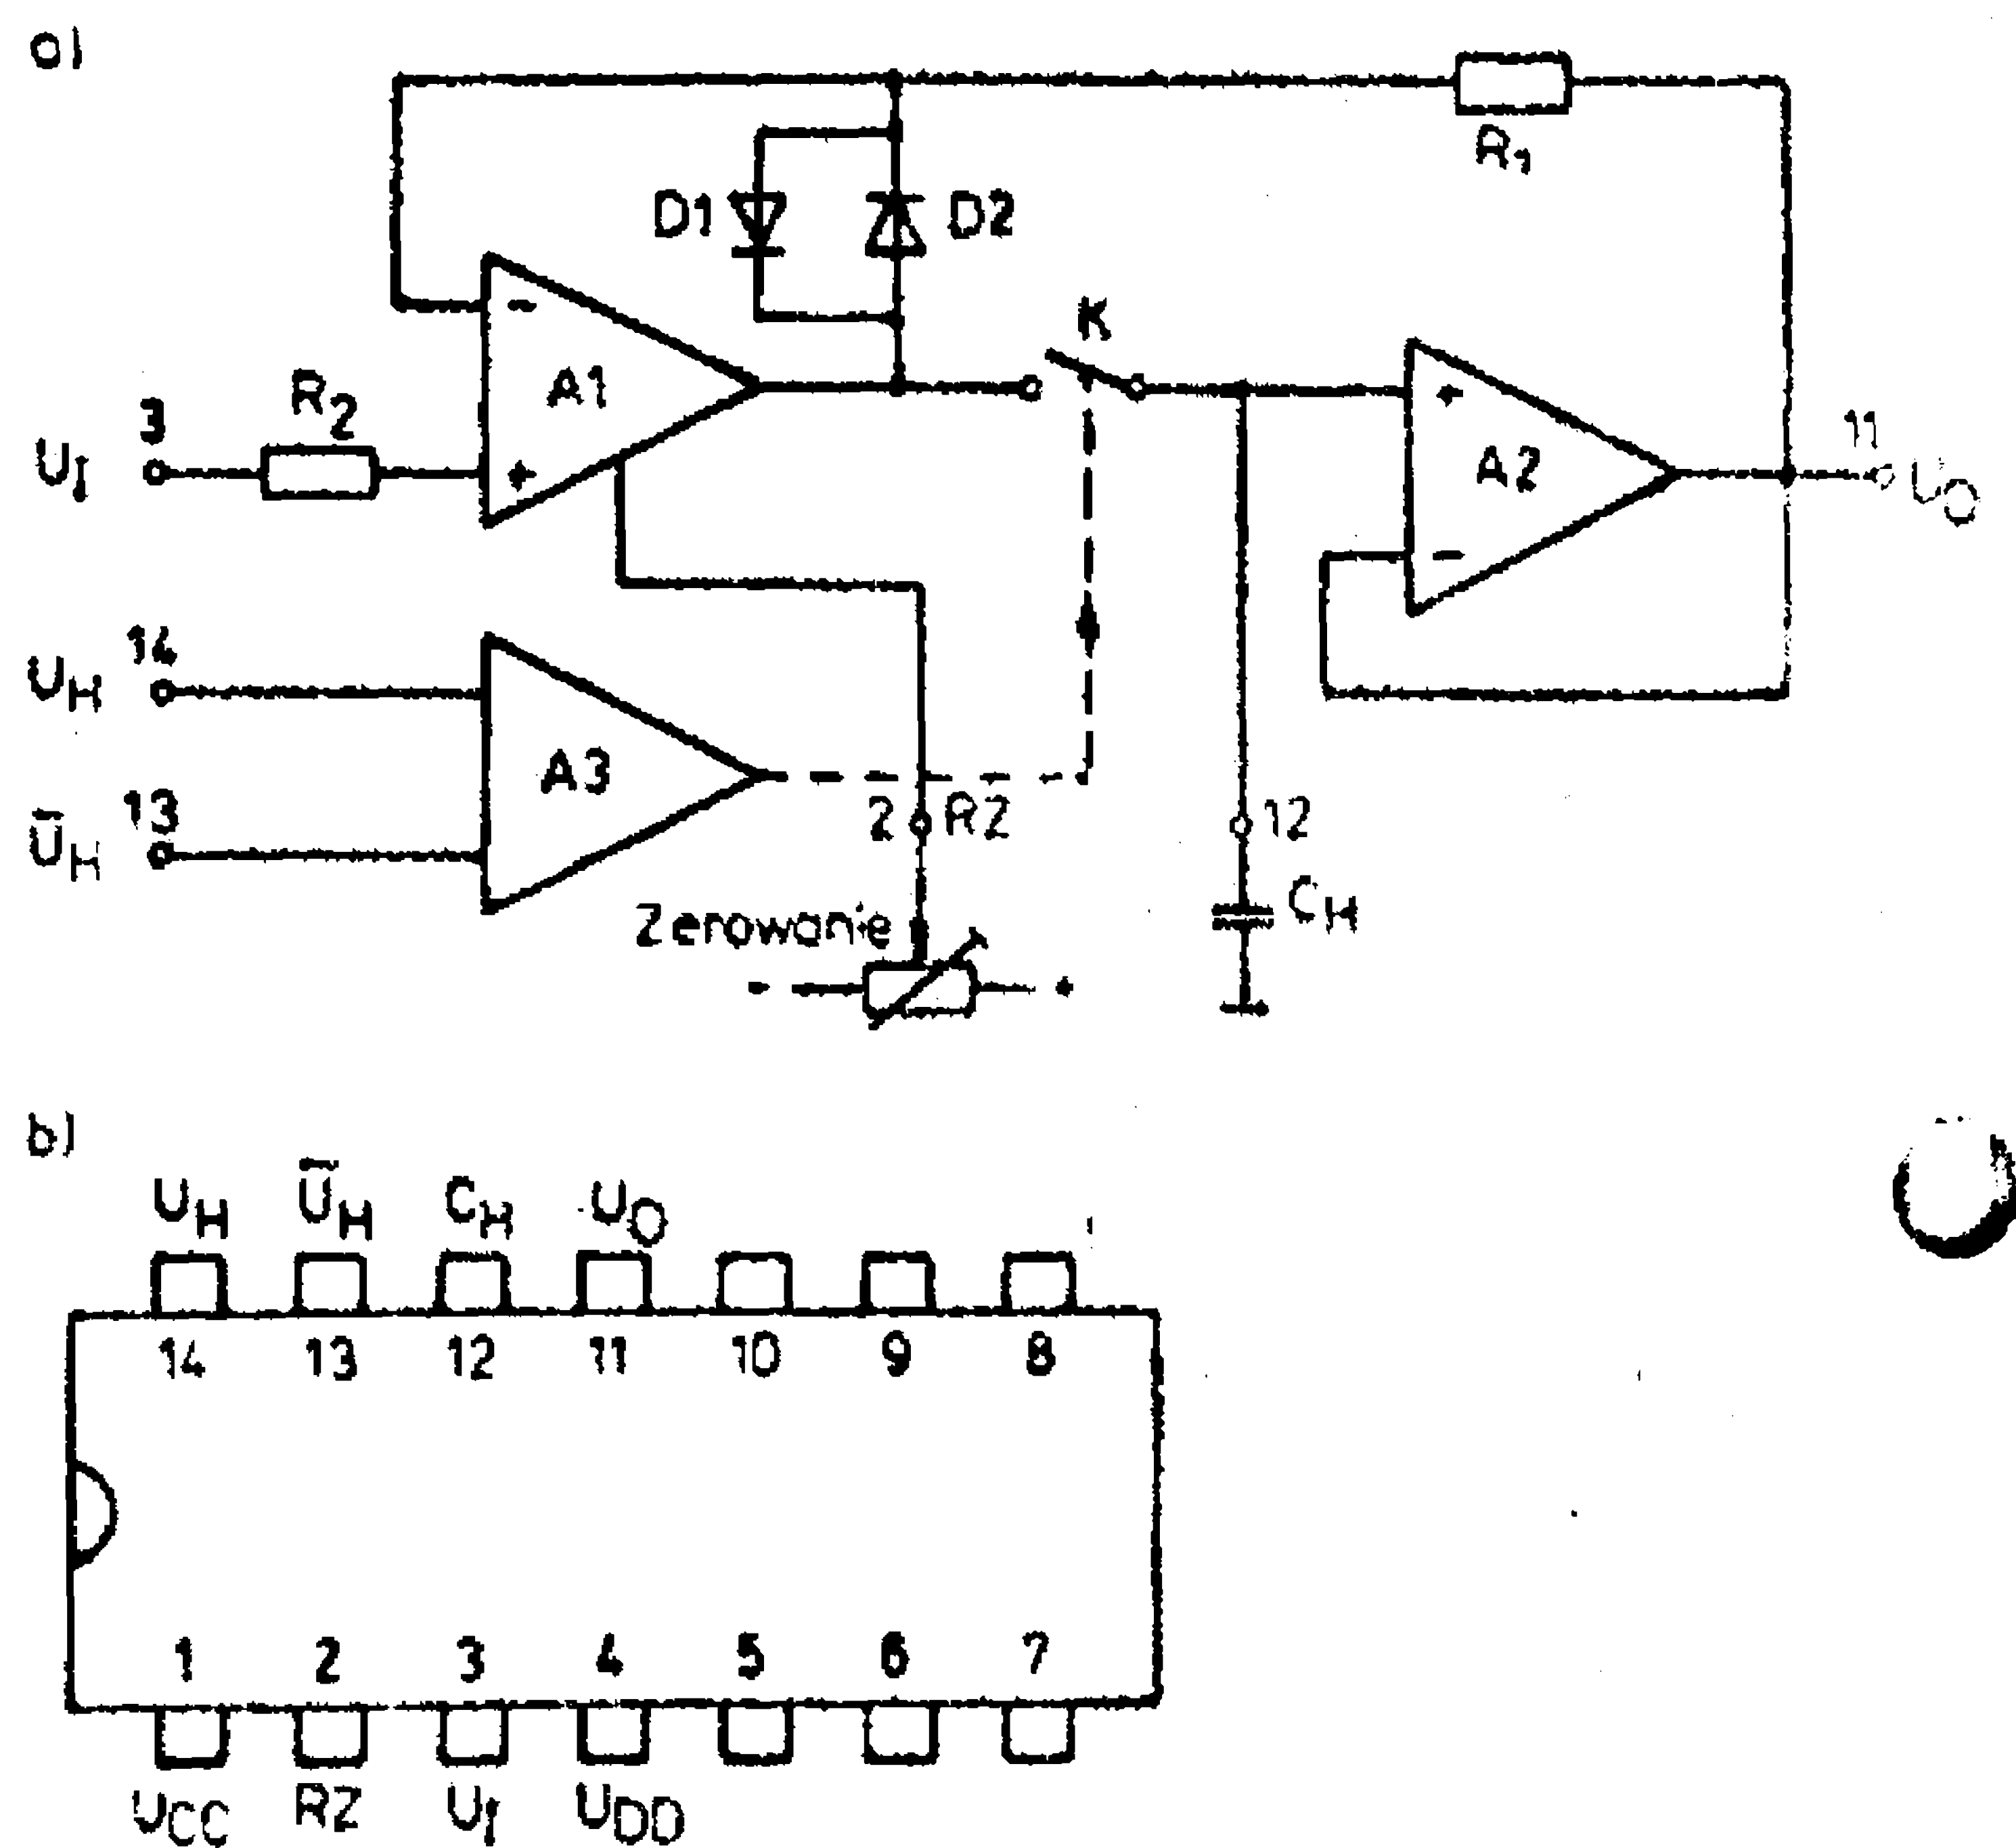 a)
R1
D1 D2
K
- A1 +
3 R2
UI
+ A2 -
11 UO
UH 14
A3
ŪH 13
2 RZ
12
CH
Zerowanie
- +
b)
UH ŪH CH UO
14 13 12 11 10 9 8
1 2 3 4 5 6 7
UCC RZ UI UDD